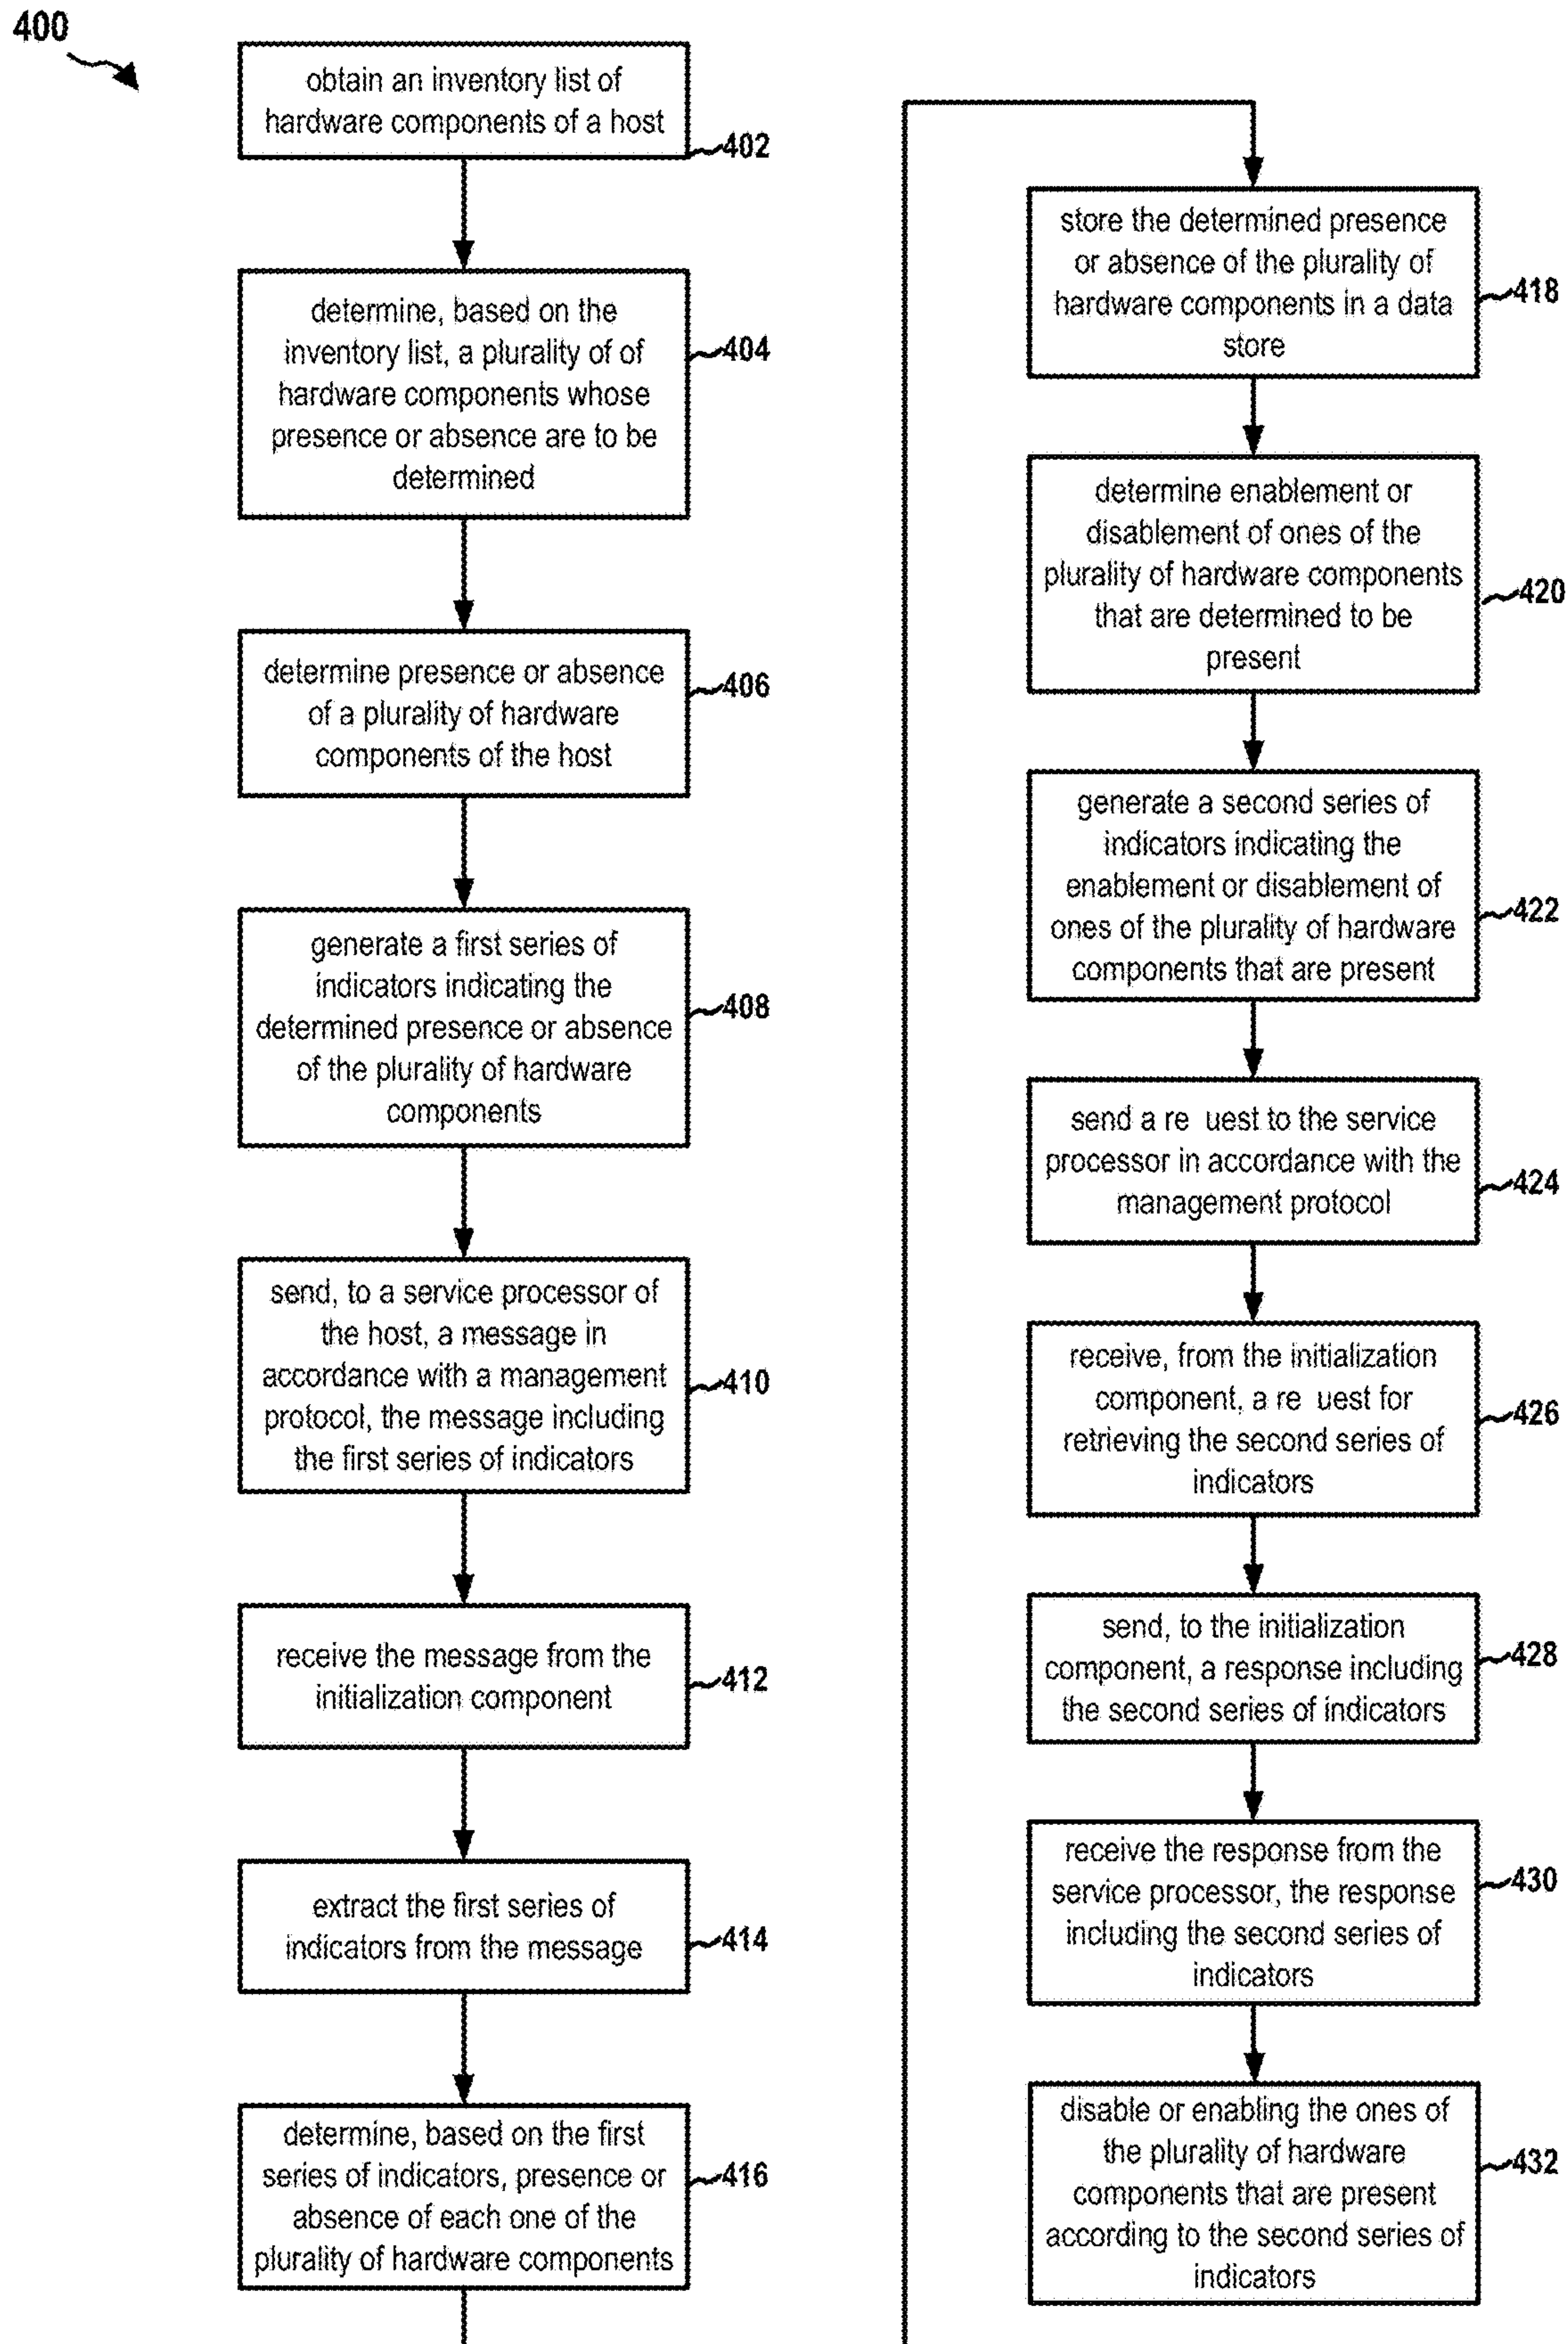 400
obtain an inventory list of
hardware components of a host
402
determine, based on the
inventory list, a plurality of of
hardware components whose
presence or absence are to be
determined
404
determine presence or absence
of a plurality of hardware
components of the host
406
generate a first series of
indicators indicating the
determined presence or absence
of the plurality of hardware
components
408
send, to a service processor of
the host, a message in
accordance with a management
protocol, the message including
the first series of indicators
410
receive the message from the
initialization component
412
extract the first series of
indicators from the message
414
determine, based on the first
series of indicators, presence or
absence of each one of the
plurality of hardware components
416
store the determined presence
or absence of the plurality of
hardware components in a data
store
418
determine enablement or
disablement of ones of the
plurality of hardware components
that are determined to be
present
420
generate a second series of
indicators indicating the
enablement or disablement of
ones of the plurality of hardware
components that are present
422
send a re uest to the service
processor in accordance with the
management protocol
424
receive, from the initialization
component, a re uest for
retrieving the second series of
indicators
426
send, to the initialization
component, a response including
the second series of indicators
428
receive the response from the
service processor, the response
including the second series of
indicators
430
disable or enabling the ones of
the plurality of hardware
components that are present
according to the second series of
indicators
432